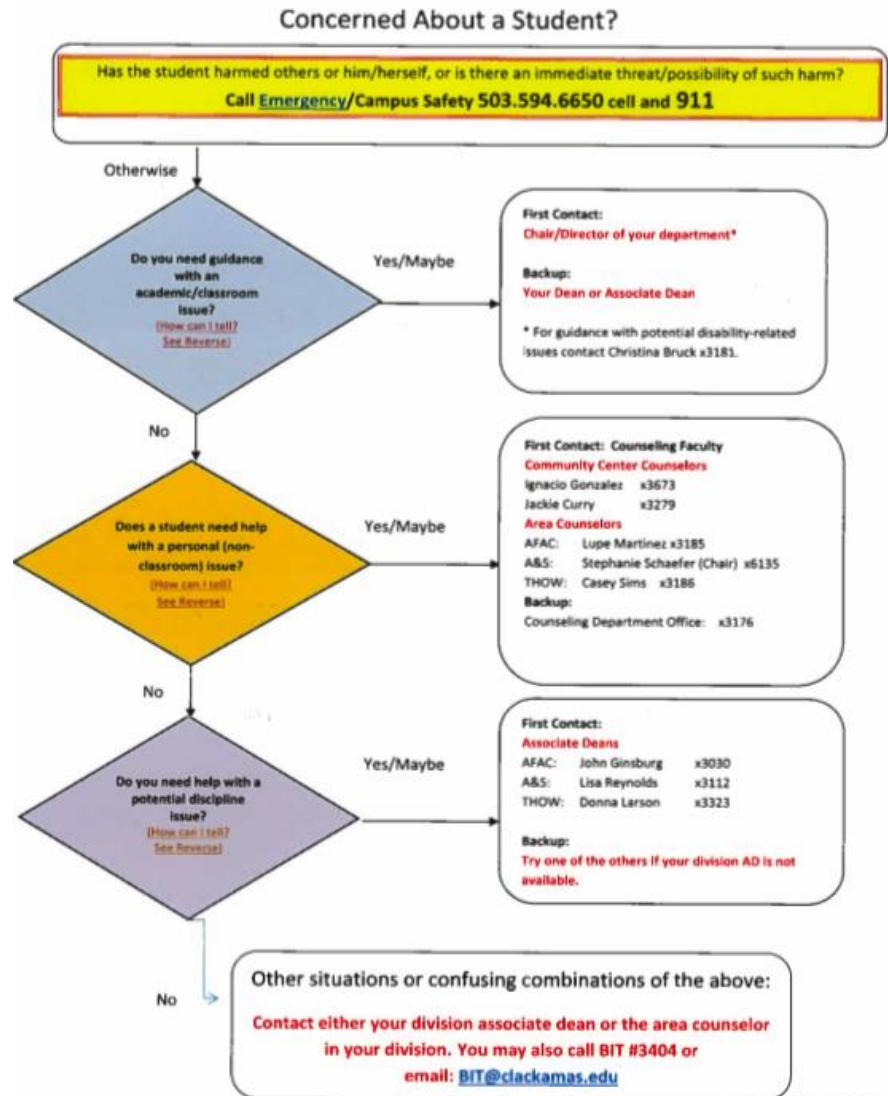 Concerned About a Student?
Has the student harmed others or him/herself, or is there an immediate threat/possibility of such harm?
Call Emergency/Campus Safety 503.594.6650 cell and 911
Otherwise
Do you need guidance
with an
academic/classroom
issue?
(How can I tell?
See Reverse)
Yes/Maybe
First Contact:
Chair/Director of your department*
Backup:
Your Dean or Associate Dean
* For guidance with potential disability-related
issues contact Christina Bruck x3181.
No
Does a student need help
with a personal (non-
classroom) issue?
(How can I tell?
See Reverse)
Yes/Maybe
First Contact: Counseling Faculty
Community Center Counselors
Ignacio Gonzalez x3673
Jackie Curry x3279
Area Counselors
AFAC: Lupe Martinez x3185
A&S: Stephanie Schaefer (Chair) x6135
THOW: Casey Sims x3186
Backup:
Counseling Department Office: x3176
No
Do you need help with a
potential discipline
issue?
(How can I tell?
See Reverse)
Yes/Maybe
First Contact:
Associate Deans
AFAC: John Ginsburg x3030
A&S: Lisa Reynolds x3112
THOW: Donna Larson x3323
Backup:
Try one of the others if your division AD is not
available.
No
Other situations or confusing combinations of the above:
Contact either your division associate dean or the area counselor
in your division. You may also call BIT #3404 or
email: BIT@clackamas.edu